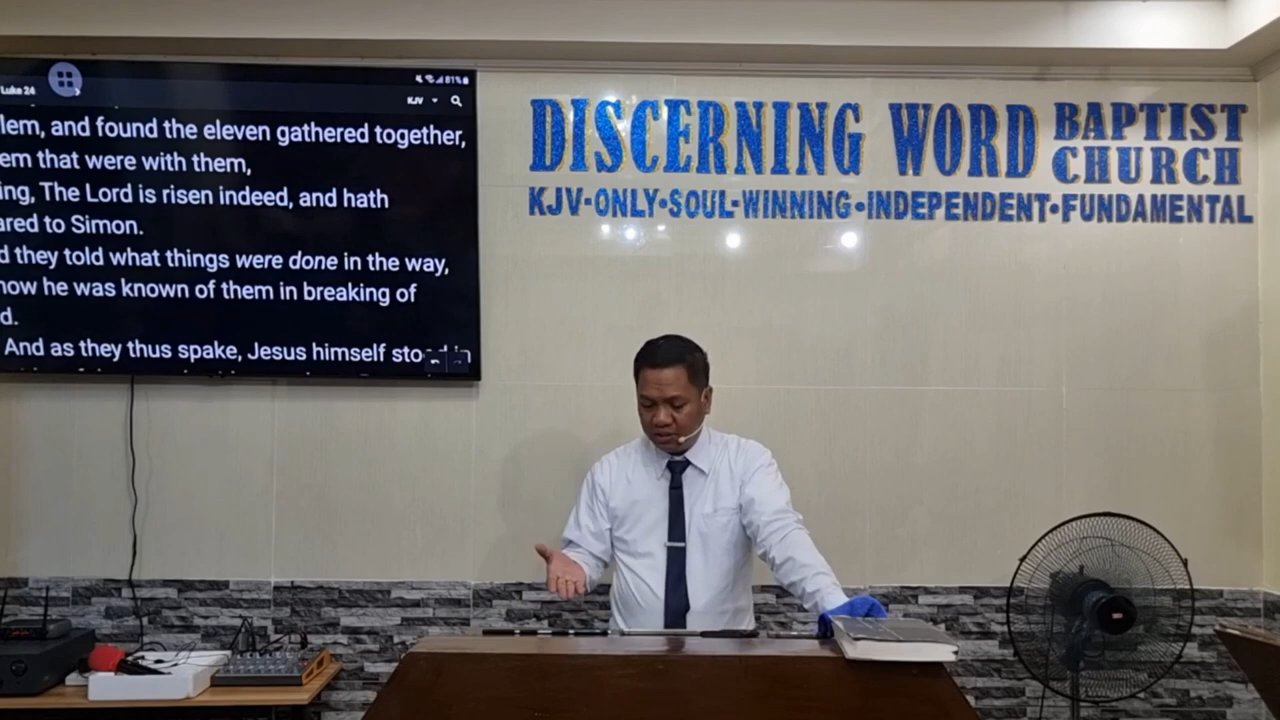 Luke 24
81%
KJV
lem, and found the eleven gathered together,
em that were with them,
ing, The Lord is risen indeed, and hath
ared to Simon.
d they told what things were done in the way,
how he was known of them in breaking of
d.
And as they thus spake, Jesus himself stood in
DISCERNING WORD BAPTIST CHURCH
KJV-ONLY•SOUL-WINNING•INDEPENDENT•FUNDAMENTAL